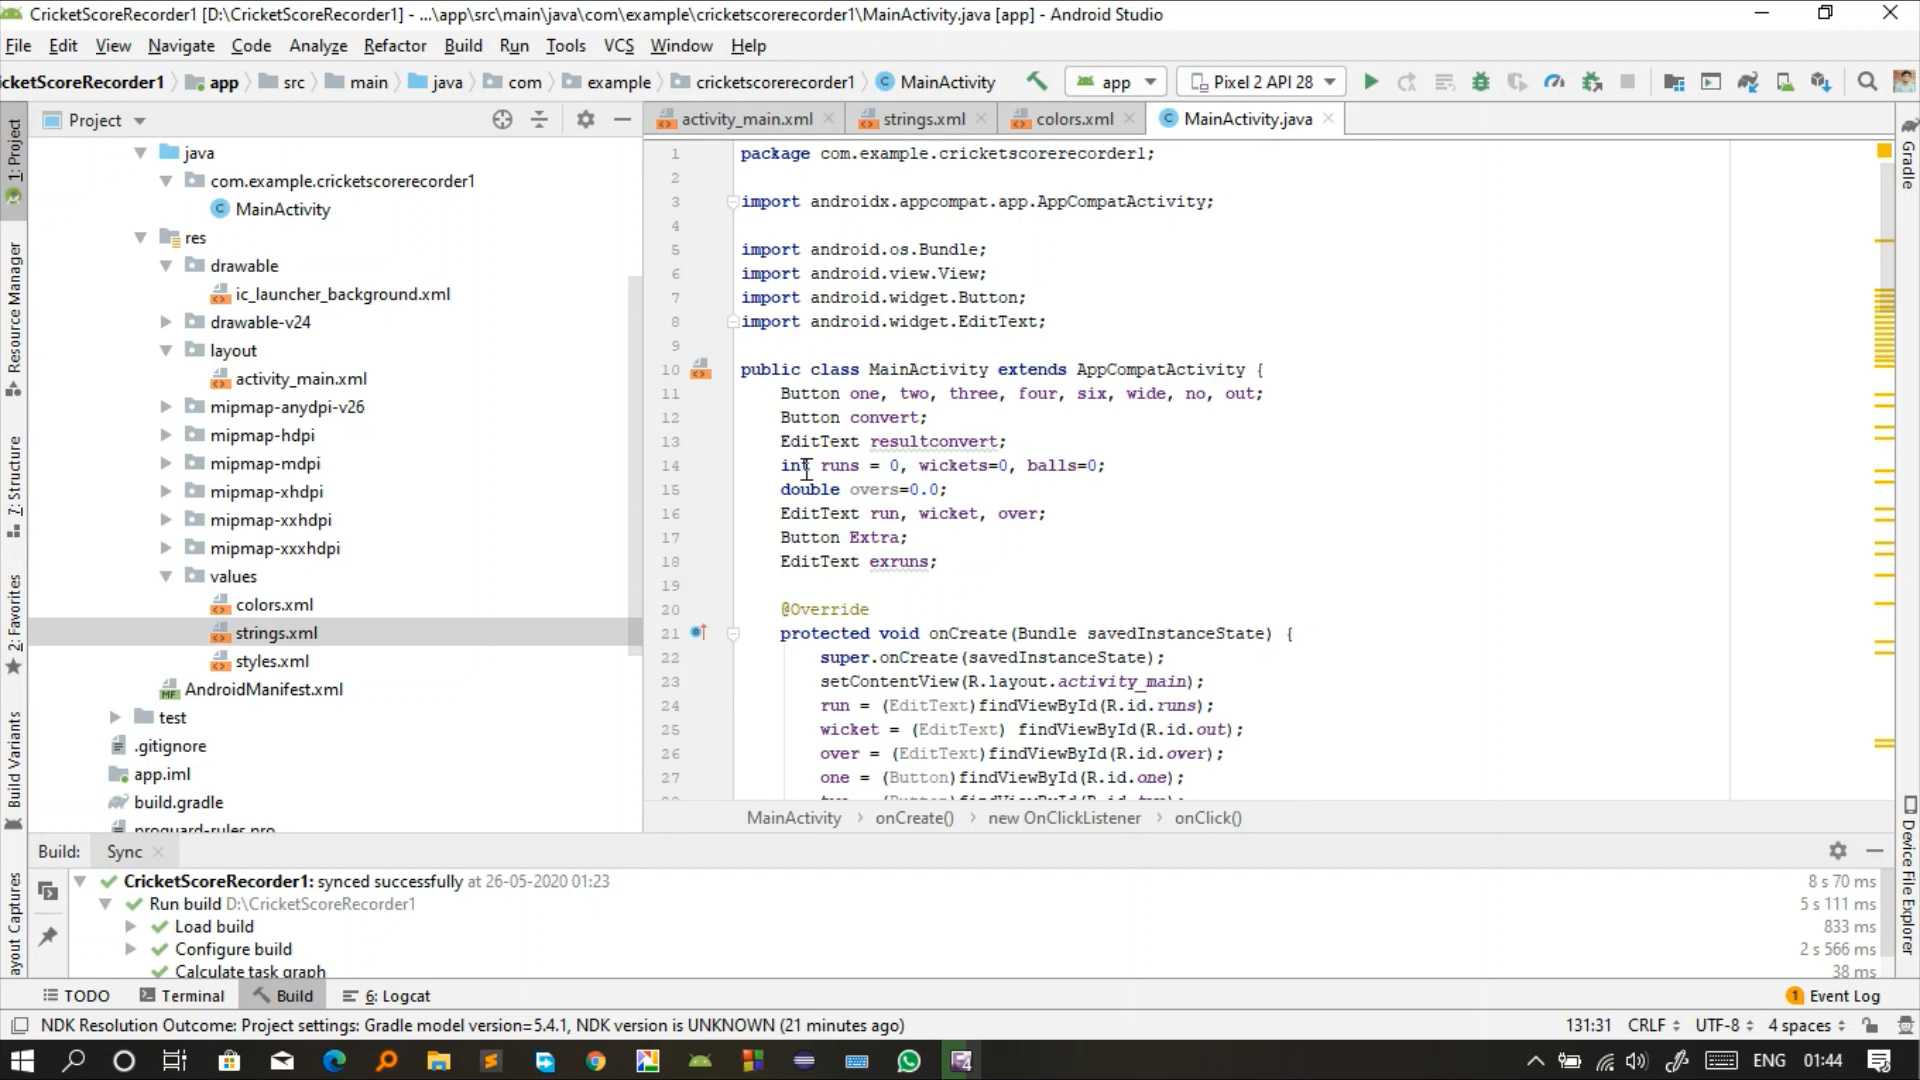 CricketScoreRecorder1 [D:\CricketScoreRecorder1] - ...\app\src\main\java\com\example\cricketscorerecorder1\MainActivity.java [app] - Android Studio
File Edit View Navigate Code Analyze Refactor Build Run Tools VCS Window Help
cketScoreRecorder1 app src main java com example cricketscorerecorder1 MainActivity app Pixel 2 API 28
Project
activity_main.xml strings.xml colors.xml MainActivity.java
1: Project
Resource Manager
7: Structure
2: Favorites
Build Variants
ayout Captures
java
com.example.cricketscorerecorder1
MainActivity
res
drawable
ic_launcher_background.xml
drawable-v24
layout
activity_main.xml
mipmap-anydpi-v26
mipmap-hdpi
mipmap-mdpi
mipmap-xhdpi
mipmap-xxhdpi
mipmap-xxxhdpi
values
colors.xml
strings.xml
styles.xml
AndroidManifest.xml
test
.gitignore
app.iml
build.gradle
proguard-rules.pro
1 package com.example.cricketscorerecorder1;
2
3 import androidx.appcompat.app.AppCompatActivity;
4
5 import android.os.Bundle;
6 import android.view.View;
7 import android.widget.Button;
8 import android.widget.EditText;
9
10 public class MainActivity extends AppCompatActivity {
11 Button one, two, three, four, six, wide, no, out;
12 Button convert;
13 EditText resultconvert;
14 int runs = 0, wickets=0, balls=0;
15 double overs=0.0;
16 EditText run, wicket, over;
17 Button Extra;
18 EditText exruns;
19
20 @Override
21 protected void onCreate(Bundle savedInstanceState) {
22 super.onCreate(savedInstanceState);
23 setContentView(R.layout.activity_main);
24 run = (EditText)findViewById(R.id.runs);
25 wicket = (EditText) findViewById(R.id.out);
26 over = (EditText)findViewById(R.id.over);
27 one = (Button)findViewById(R.id.one);
MainActivity onCreate() new OnClickListener onClick()
Gradle
Device File Explorer
Build: Sync
CricketScoreRecorder1: synced successfully at 26-05-2020 01:23 8 s 70 ms
Run build D:\CricketScoreRecorder1 5 s 111 ms
Load build 833 ms
Configure build 2 s 566 ms
Calculate task graph 38 ms
TODO Terminal Build 6: Logcat 1 Event Log
NDK Resolution Outcome: Project settings: Gradle model version=5.4.1, NDK version is UNKNOWN (21 minutes ago) 131:31 CRLF UTF-8 4 spaces
ENG 01:44